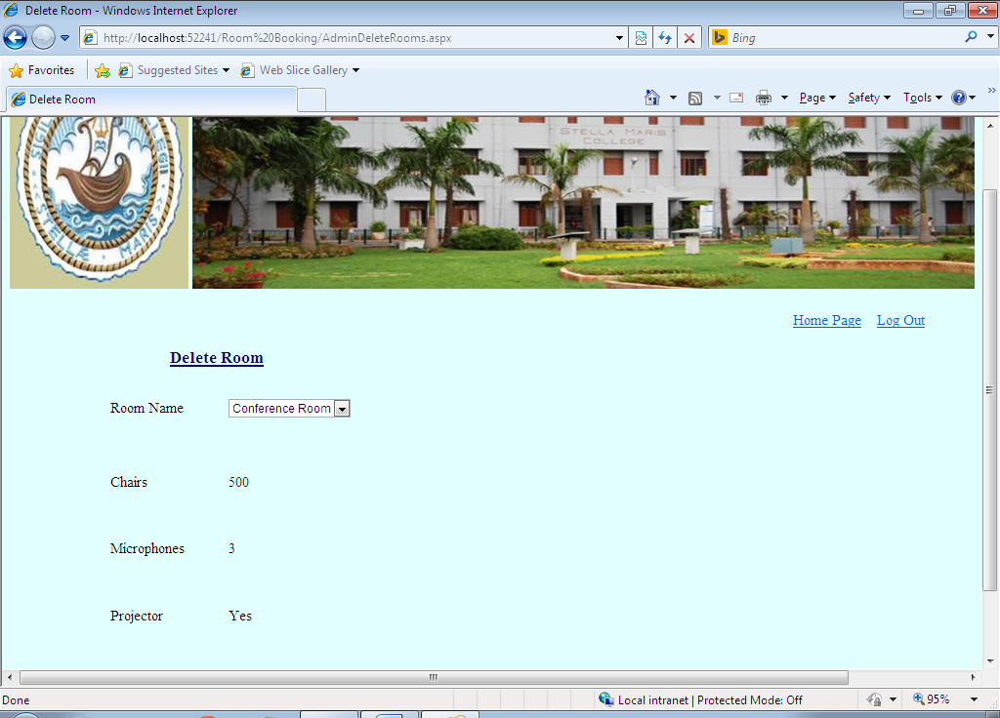 Delete Room - Windows Internet Explorer
http://localhost:52241/Room%20Booking/AdminDeleteRooms.aspx
Bing
Favorites Suggested Sites Web Slice Gallery
Delete Room
Page Safety Tools
STELLA MARIS
COLLEGE
STELLÆ MARIS
Home Page Log Out
Delete Room
Room Name Conference Room
Chairs 500
Microphones 3
Projector Yes
Done Local intranet | Protected Mode: Off 95%